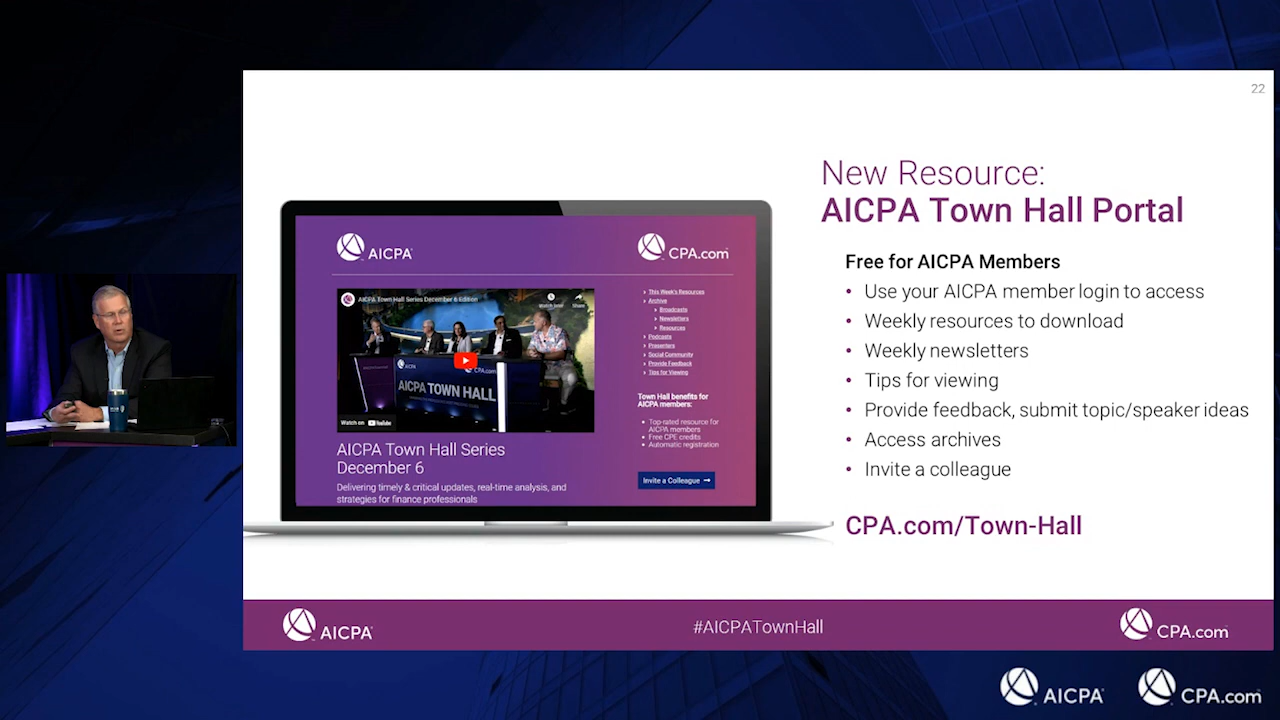 22
New Resource:
AICPA Town Hall Portal
Free for AICPA Members
• Use your AICPA member login to access
• Weekly resources to download
• Weekly newsletters
• Tips for viewing
• Provide feedback, submit topic/speaker ideas
• Access archives
• Invite a colleague
CPA.com/Town-Hall
AICPA
CPA.com
AICPA Town Hall Series December 6 Edition
Watch later
Share
AICPA TOWN HALL
Watch on YouTube
AICPA Town Hall Series
December 6
Delivering timely & critical updates, real-time analysis, and
strategies for finance professionals
This Week's Resources
Archive
Broadcasts
Newsletters
Resources
Podcasts
Presenters
Social Community
Provide Feedback
Tips for Viewing
Town Hall benefits for
AICPA members:
• Top-rated resource for
AICPA members
• Free CPE credits
• Automatic registration
Invite a Colleague
AICPA
#AICPATownHall
CPA.com
AICPA
CPA.com